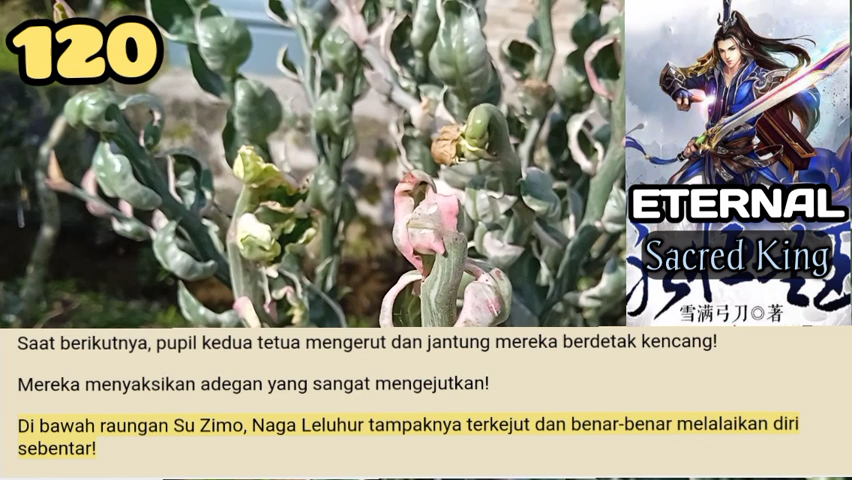 120
ETERNAL
Sacred King
雪满弓刀◎著
Saat berikutnya, pupil kedua tetua mengerut dan jantung mereka berdetak kencang!
Mereka menyaksikan adegan yang sangat mengejutkan!
Di bawah raungan Su Zimo, Naga Leluhur tampaknya terkejut dan benar-benar melalaikan diri
sebentar!